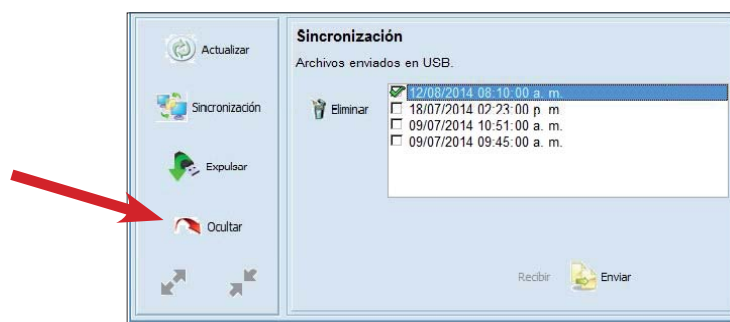 Actualizar
Sincronización
Expulsar
Ocultar
Sincronización
Archivos enviados en USB.
Eliminar
12/08/2014 08:10:00 a. m.
18/07/2014 02:23:00 p. m.
09/07/2014 10:51:00 a. m.
09/07/2014 09:45:00 a. m.
Recibir
Enviar